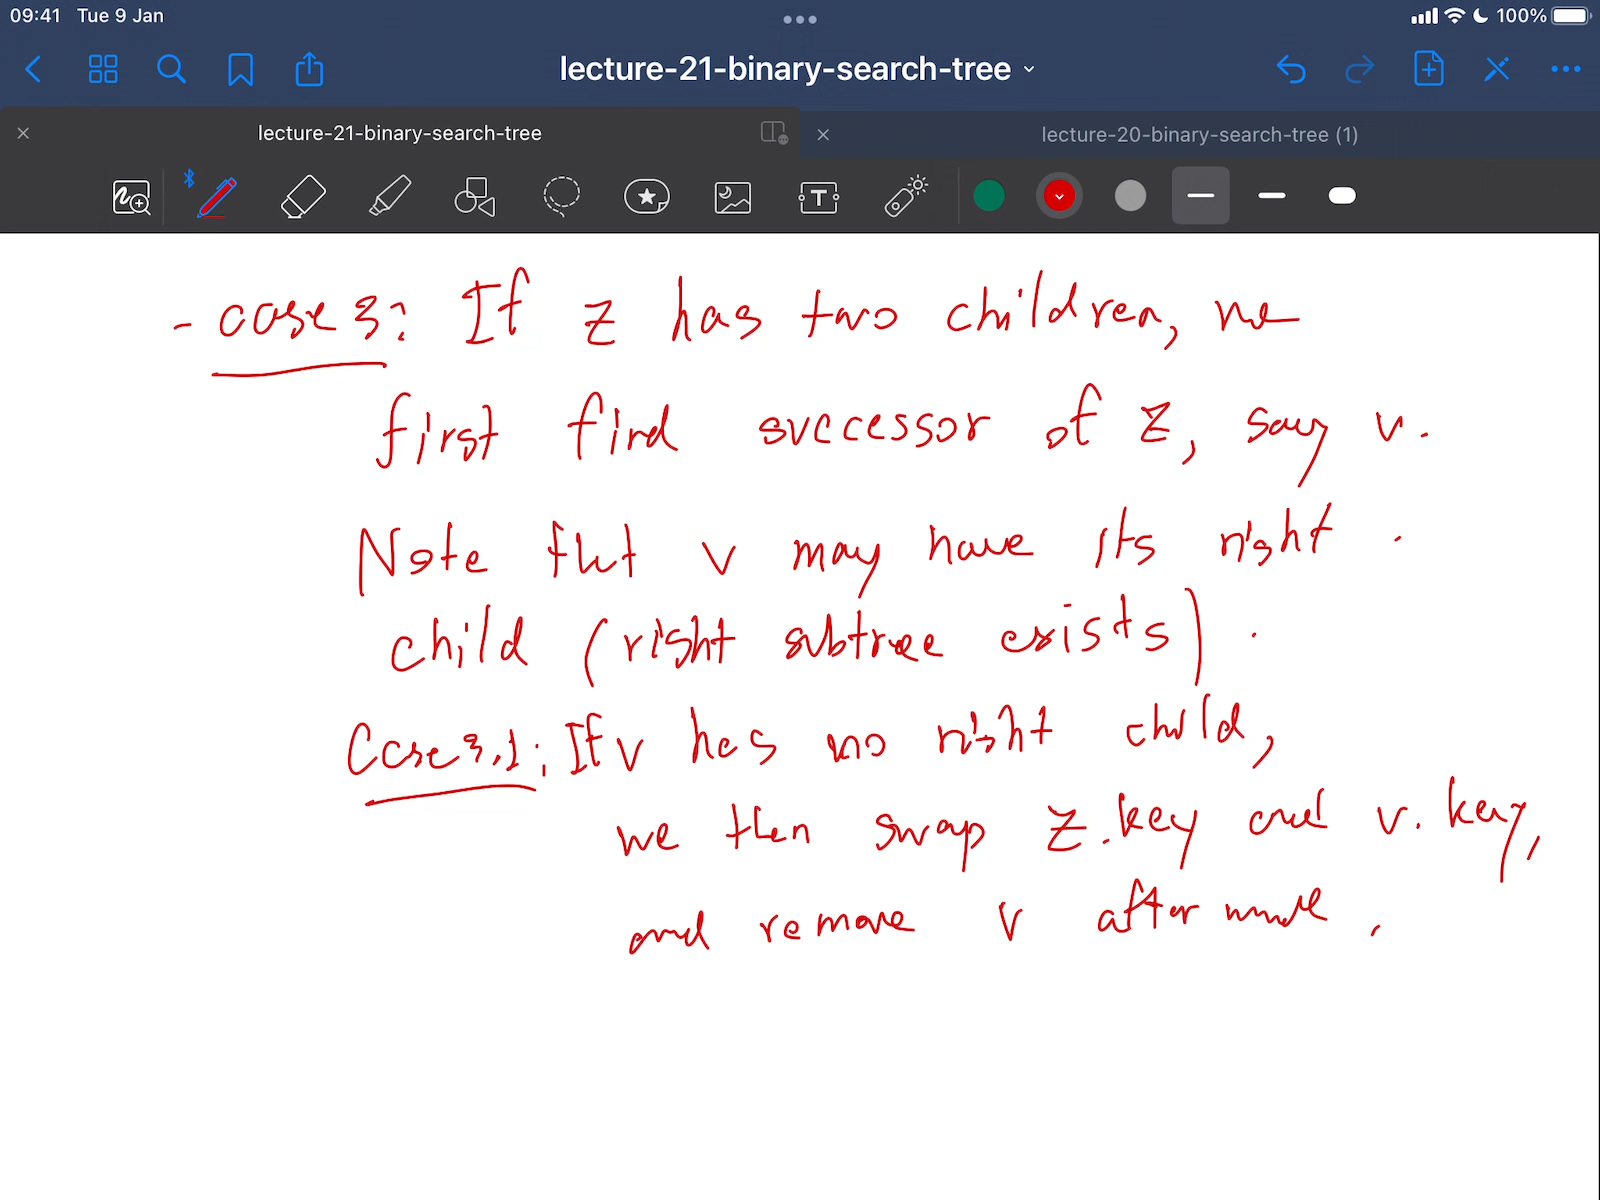 09:41 Tue 9 Jan
100%
lecture-21-binary-search-tree
lecture-21-binary-search-tree
lecture-20-binary-search-tree (1)
- case 3: If z has two children, we
first find successor of z, say v.
Note that v may have its right
child (right subtree exists).
Case 3.1: If v has no right child,
we then swap z.key and v.key,
and remove v afterward.